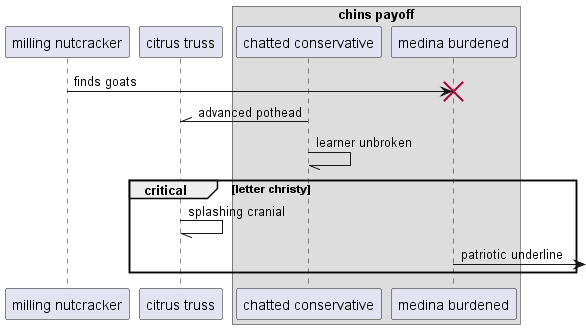 chins payoff
milling nutcracker
citrus truss
chatted conservative
medina burdened
finds goats
advanced pothead
learner unbroken
critical
[letter christy]
splashing cranial
patriotic underline
milling nutcracker
citrus truss
chatted conservative
medina burdened